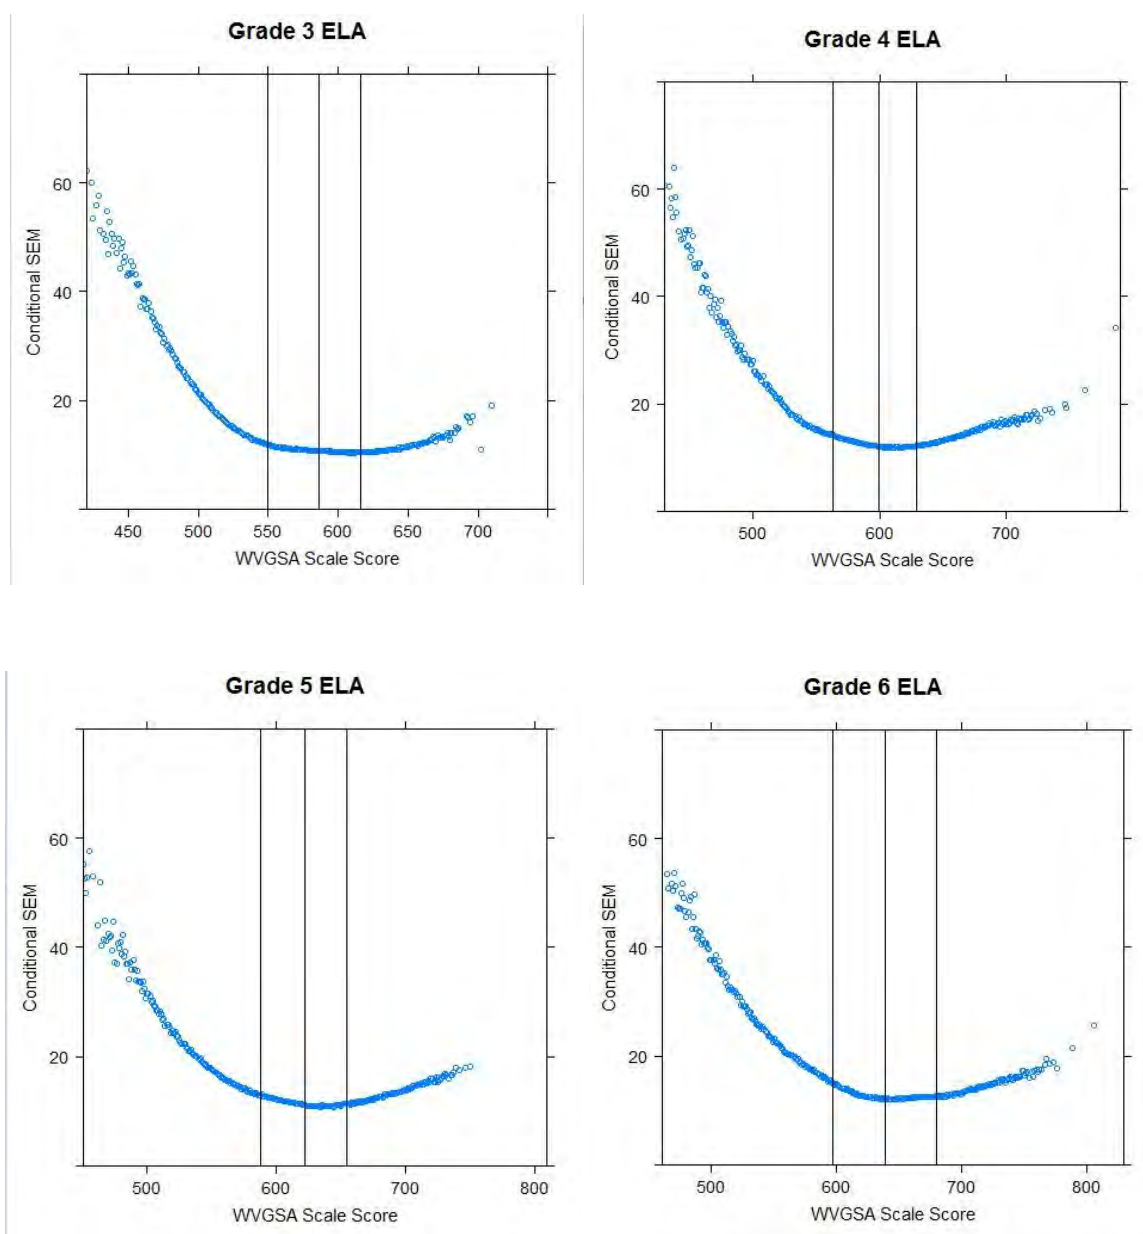 Grade 3 ELA
60
40
20
Conditional SEM
450 500 550 600 650 700
WVGSA Scale Score
Grade 4 ELA
60
40
20
Conditional SEM
500 600 700
WVGSA Scale Score
Grade 5 ELA
60
40
20
Conditional SEM
500 600 700 800
WVGSA Scale Score
Grade 6 ELA
60
40
20
Conditional SEM
500 600 700 800
WVGSA Scale Score